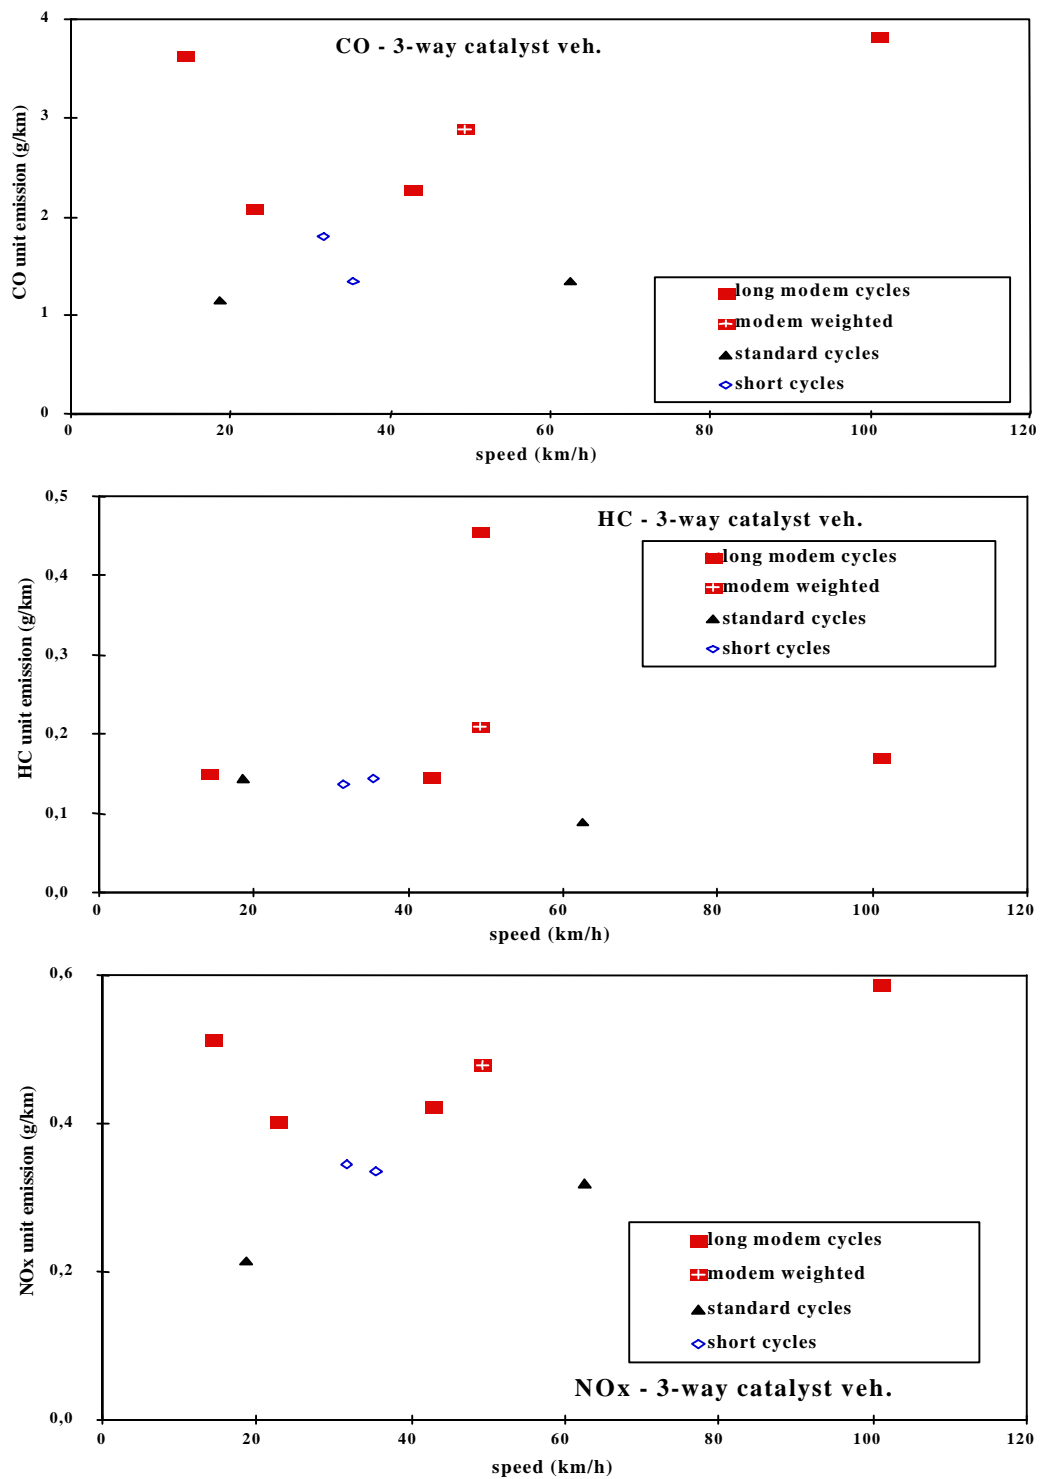 CO - 3-way catalyst veh.
4
3
2
1
0
CO unit emission (g/km)
long modem cycles
modem weighted
standard cycles
short cycles
0 20 40 60 80 100 120
speed (km/h)
HC - 3-way catalyst veh.
0,5
0,4
0,3
0,2
0,1
0,0
HC unit emission (g/km)
long modem cycles
modem weighted
standard cycles
short cycles
0 20 40 60 80 100 120
speed (km/h)
0,6
0,4
0,2
0,0
NOx unit emission (g/km)
long modem cycles
modem weighted
standard cycles
short cycles
NOx - 3-way catalyst veh.
0 20 40 60 80 100 120
speed (km/h)